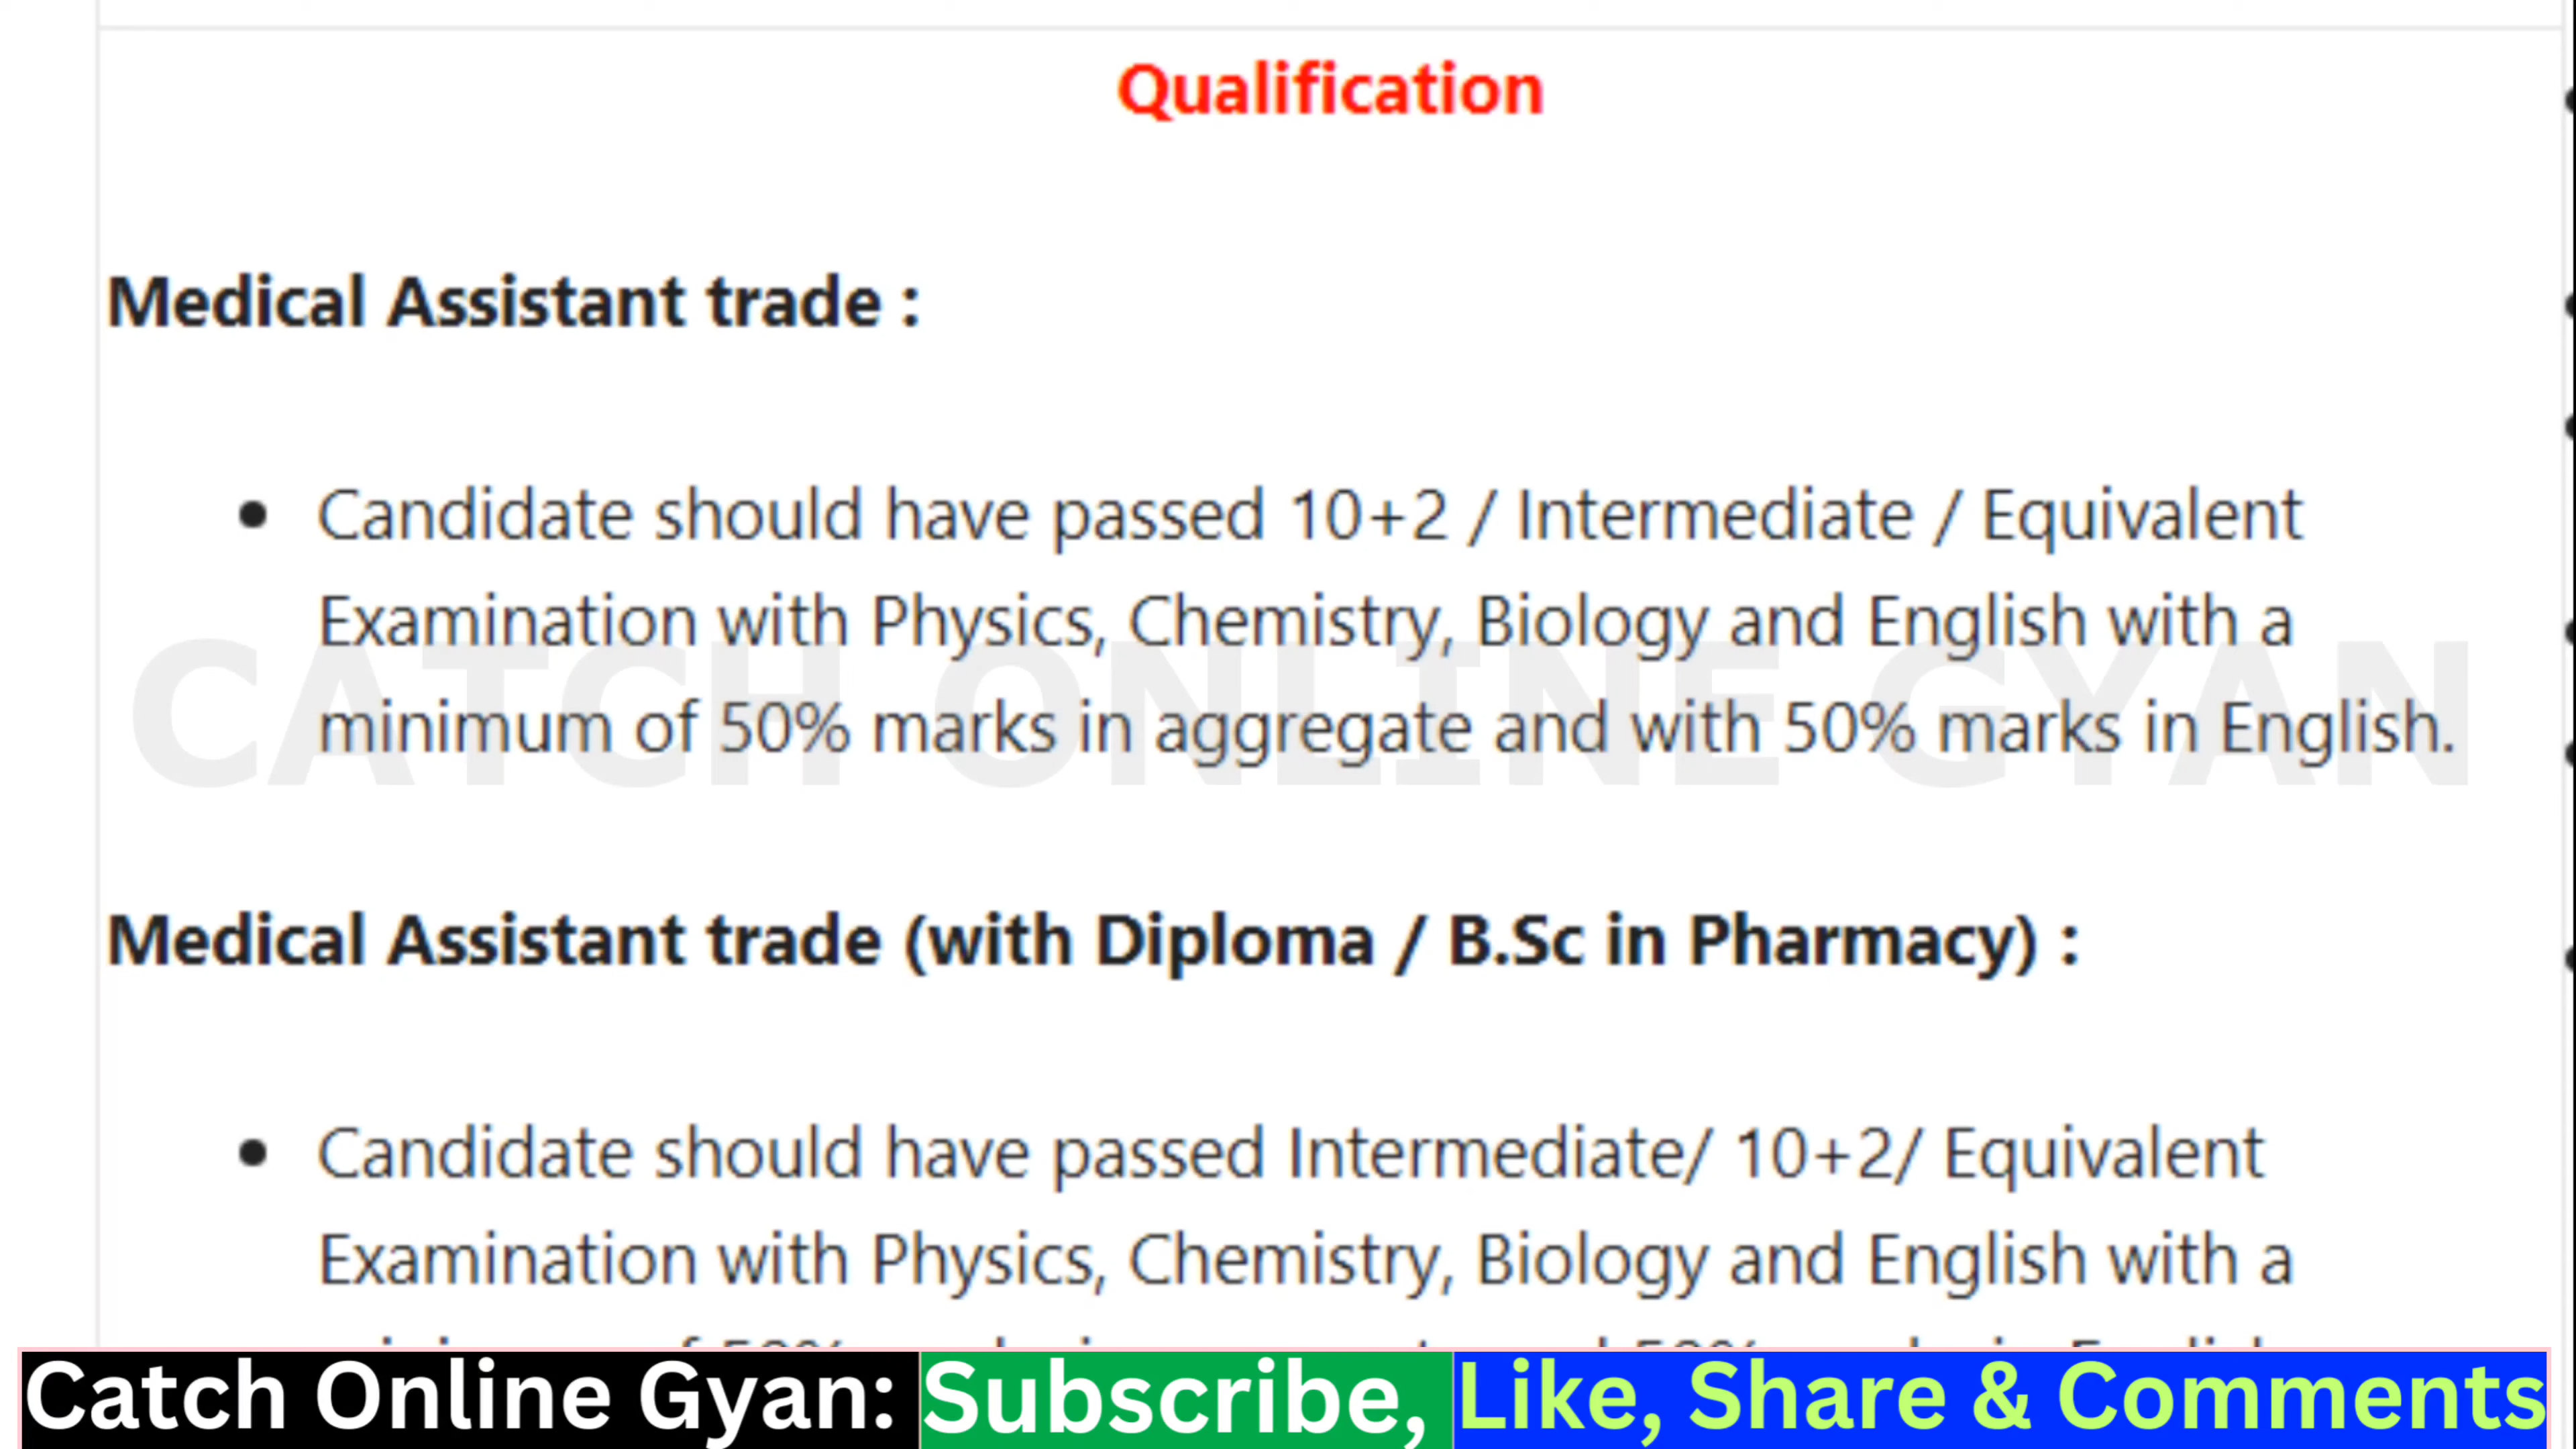 Qualification
Medical Assistant trade :
• Candidate should have passed 10+2 / Intermediate / Equivalent
Examination with Physics, Chemistry, Biology and English with a
minimum of 50% marks in aggregate and with 50% marks in English.
CATCH ONLINE GYAN
Medical Assistant trade (with Diploma / B.Sc in Pharmacy) :
• Candidate should have passed Intermediate/ 10+2/ Equivalent
Examination with Physics, Chemistry, Biology and English with a
Catch Online Gyan: Subscribe, Like, Share & Comments